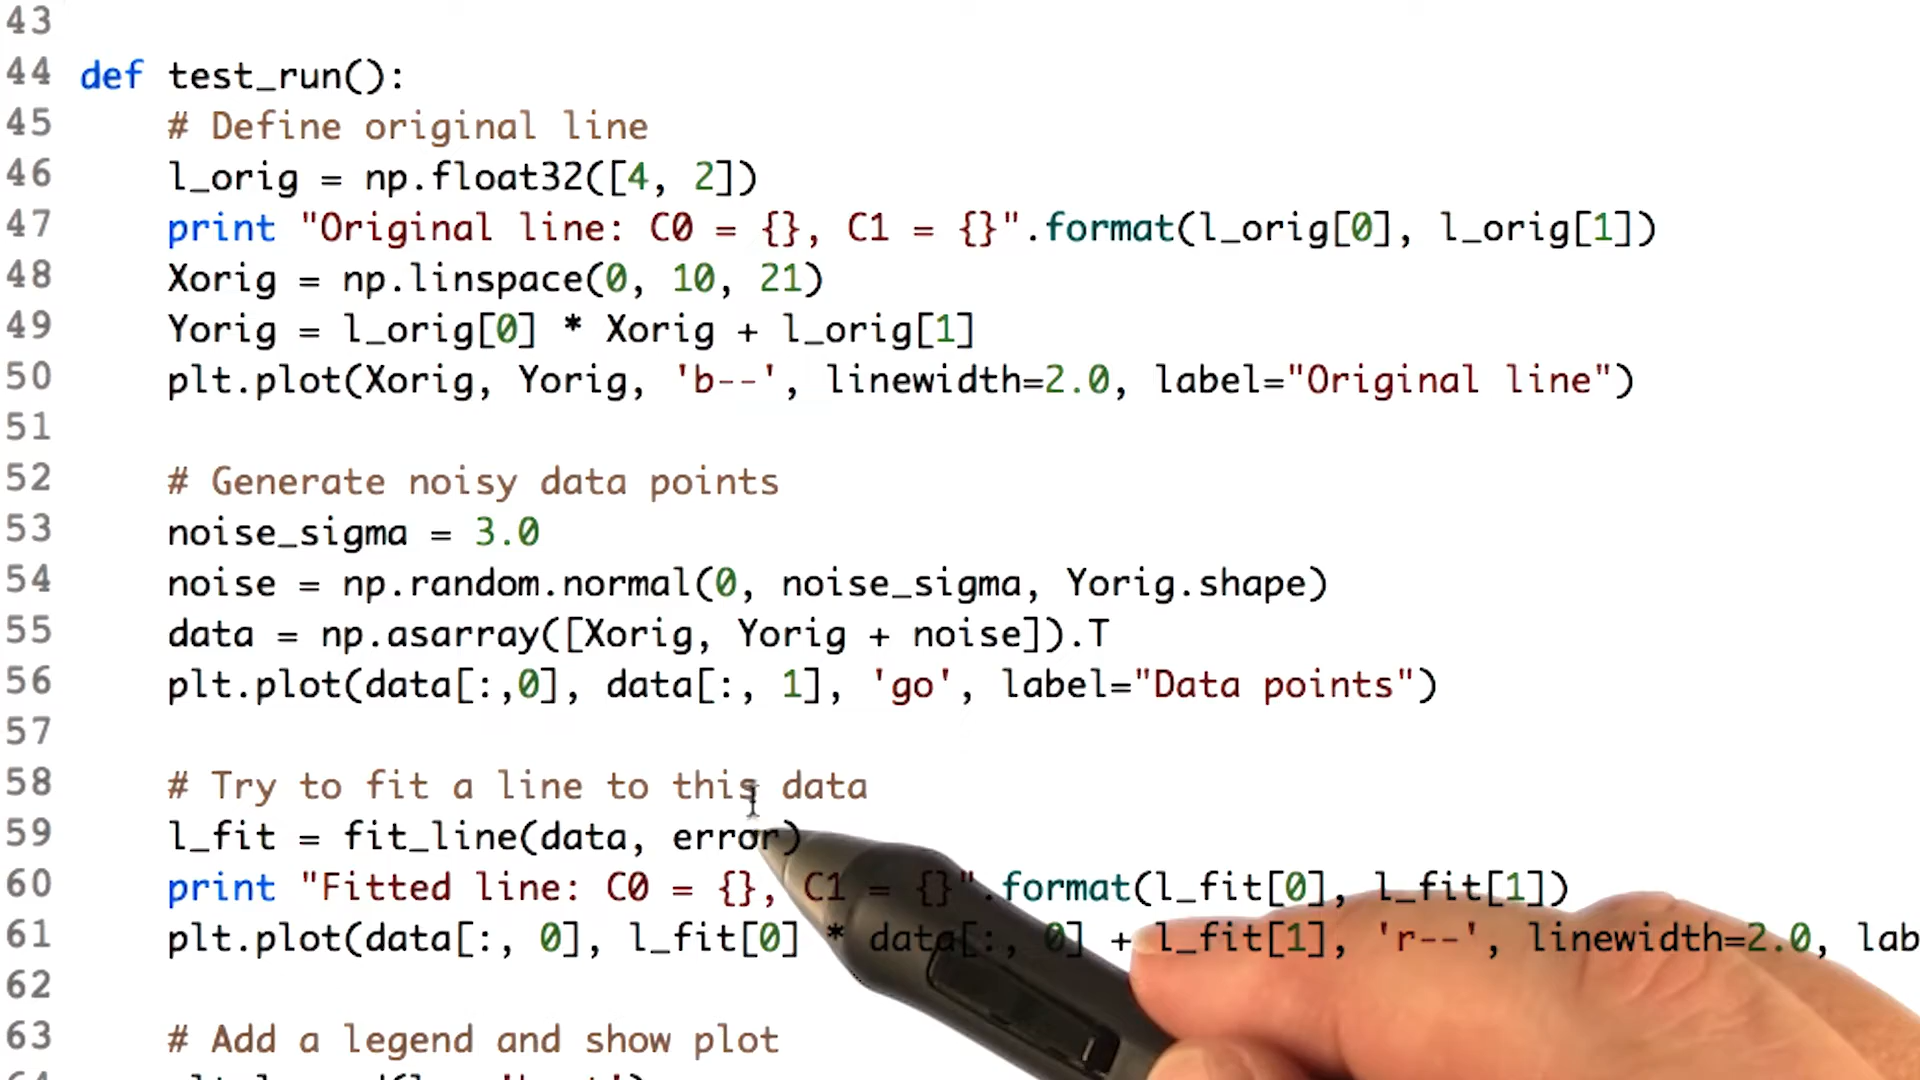 43
44 def test_run():
45 # Define original line
46 l_orig = np.float32([4, 2])
47 print "Original line: C0 = {}, C1 = {}".format(l_orig[0], l_orig[1])
48 Xorig = np.linspace(0, 10, 21)
49 Yorig = l_orig[0] * Xorig + l_orig[1]
50 plt.plot(Xorig, Yorig, 'b--', linewidth=2.0, label="Original line")
51
52 # Generate noisy data points
53 noise_sigma = 3.0
54 noise = np.random.normal(0, noise_sigma, Yorig.shape)
55 data = np.asarray([Xorig, Yorig + noise]).T
56 plt.plot(data[:,0], data[:, 1], 'go', label="Data points")
57
58 # Try to fit a line to this data
59 l_fit = fit_line(data, error)
60 print "Fitted line: C0 = {}, C1 = {}".format(l_fit[0], l_fit[1])
61 plt.plot(data[:, 0], l_fit[0] * data[:, 0] + l_fit[1], 'r--', linewidth=2.0, lab
62
63 # Add a legend and show plot